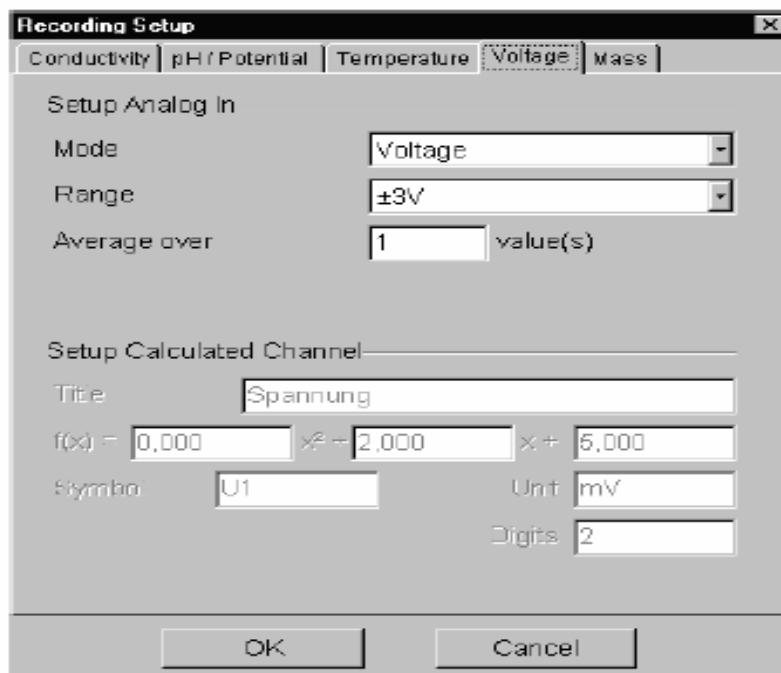 Recording Setup
Conductivity pH / Potential Temperature Voltage Mass
Setup Analog In
Mode Voltage
Range ±3V
Average over 1 value(s)
Setup Calculated Channel
Title Spannung
f(x) = 0,000 x² + 2,000 x + 5,000
Symbol U1 Unit mV
Digits 2
OK Cancel